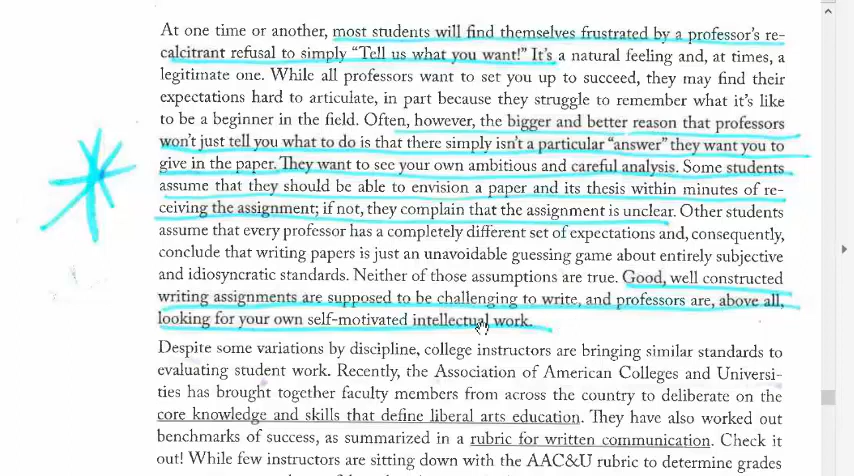 At one time or another, most students will find themselves frustrated by a professor's re-
calcitrant refusal to simply "Tell us what you want!" It's a natural feeling and, at times, a
legitimate one. While all professors want to set you up to succeed, they may find their
expectations hard to articulate, in part because they struggle to remember what it's like
to be a beginner in the field. Often, however, the bigger and better reason that professors
won't just tell you what to do is that there simply isn't a particular "answer" they want you to
give in the paper. They want to see your own ambitious and careful analysis. Some students
assume that they should be able to envision a paper and its thesis within minutes of re-
ceiving the assignment; if not, they complain that the assignment is unclear. Other students
assume that every professor has a completely different set of expectations and, consequently,
conclude that writing papers is just an unavoidable guessing game about entirely subjective
and idiosyncratic standards. Neither of those assumptions are true. Good, well constructed
writing assignments are supposed to be challenging to write, and professors are, above all,
looking for your own self-motivated intellectual work.
Despite some variations by discipline, college instructors are bringing similar standards to
evaluating student work. Recently, the Association of American Colleges and Universi-
ties has brought together faculty members from across the country to deliberate on the
core knowledge and skills that define liberal arts education. They have also worked out
benchmarks of success, as summarized in a rubric for written communication. Check it
out! While few instructors are sitting down with the AAC&U rubric to determine grades